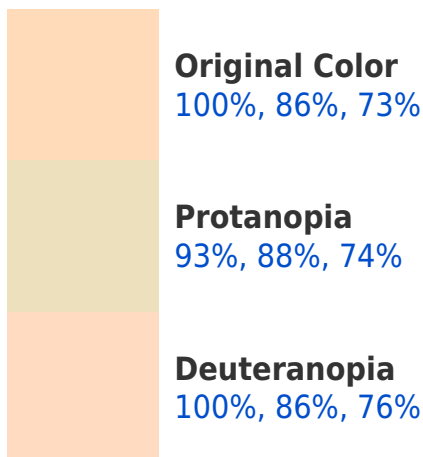 Original Color
100%, 86%, 73%
Protanopia
93%, 88%, 74%
Deuteranopia
100%, 86%, 76%